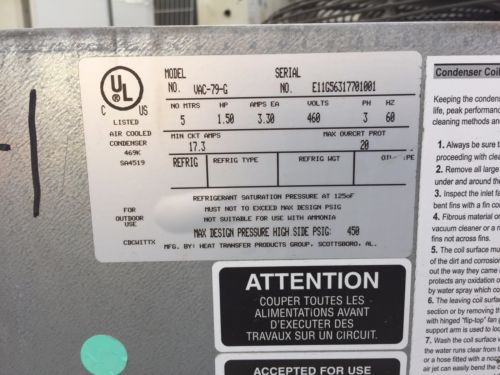 MODEL
NO. VAC-79-G
SERIAL
NO. E11G56317701001
UL
C US
LISTED
AIR COOLED
CONDENSER
469K
SA4519
NO MTRS HP AMPS EA VOLTS PH HZ
5 1.50 3.30 460 3 60
MIN CKT AMPS MAX OVRCRT PROT
17.3 20
REFRIG REFRIG TYPE REFRIG WGT
REFRIGERANT SATURATION PRESSURE AT 125oF
MUST NOT TO EXCEED MAX DESIGN PSIG
NOT SUITABLE FOR USE WITH AMMONIA
FOR
OUTDOOR
USE
MAX DESIGN PRESSURE HIGH SIDE PSIG: 450
CDCWITTX MFG. BY: HEAT TRANSFER PRODUCTS GROUP, SCOTTSBORO, AL.
ATTENTION
COUPER TOUTES LES
ALIMENTATIONS AVANT
D'EXECUTER DES
TRAVAUX SUR UN CIRCUIT.
ACCEPTED FOR USE
Condenser Coil
Keeping the condens
life, peak performanc
cleaning methods an
1. Always be sure t
proceeding with clea
2. Remove all large
under and around the
3. Inspect the inlet fa
bent fins with a fin co
4. Fibrous material o
vacuum cleaner or a
fins not across fins.
5. The coil surface mu
of the dirt and corrosi
out the way they came
protects any oxidation o
by water spray which c
6. The leaving coil surfa
section or by removing t
with hinged "flip-top" fan p
support arm is used to loc
7. Wash the coil surface w
the water runs clear from t
or a hose fitted with a nozzl
air jet can easily bend the f